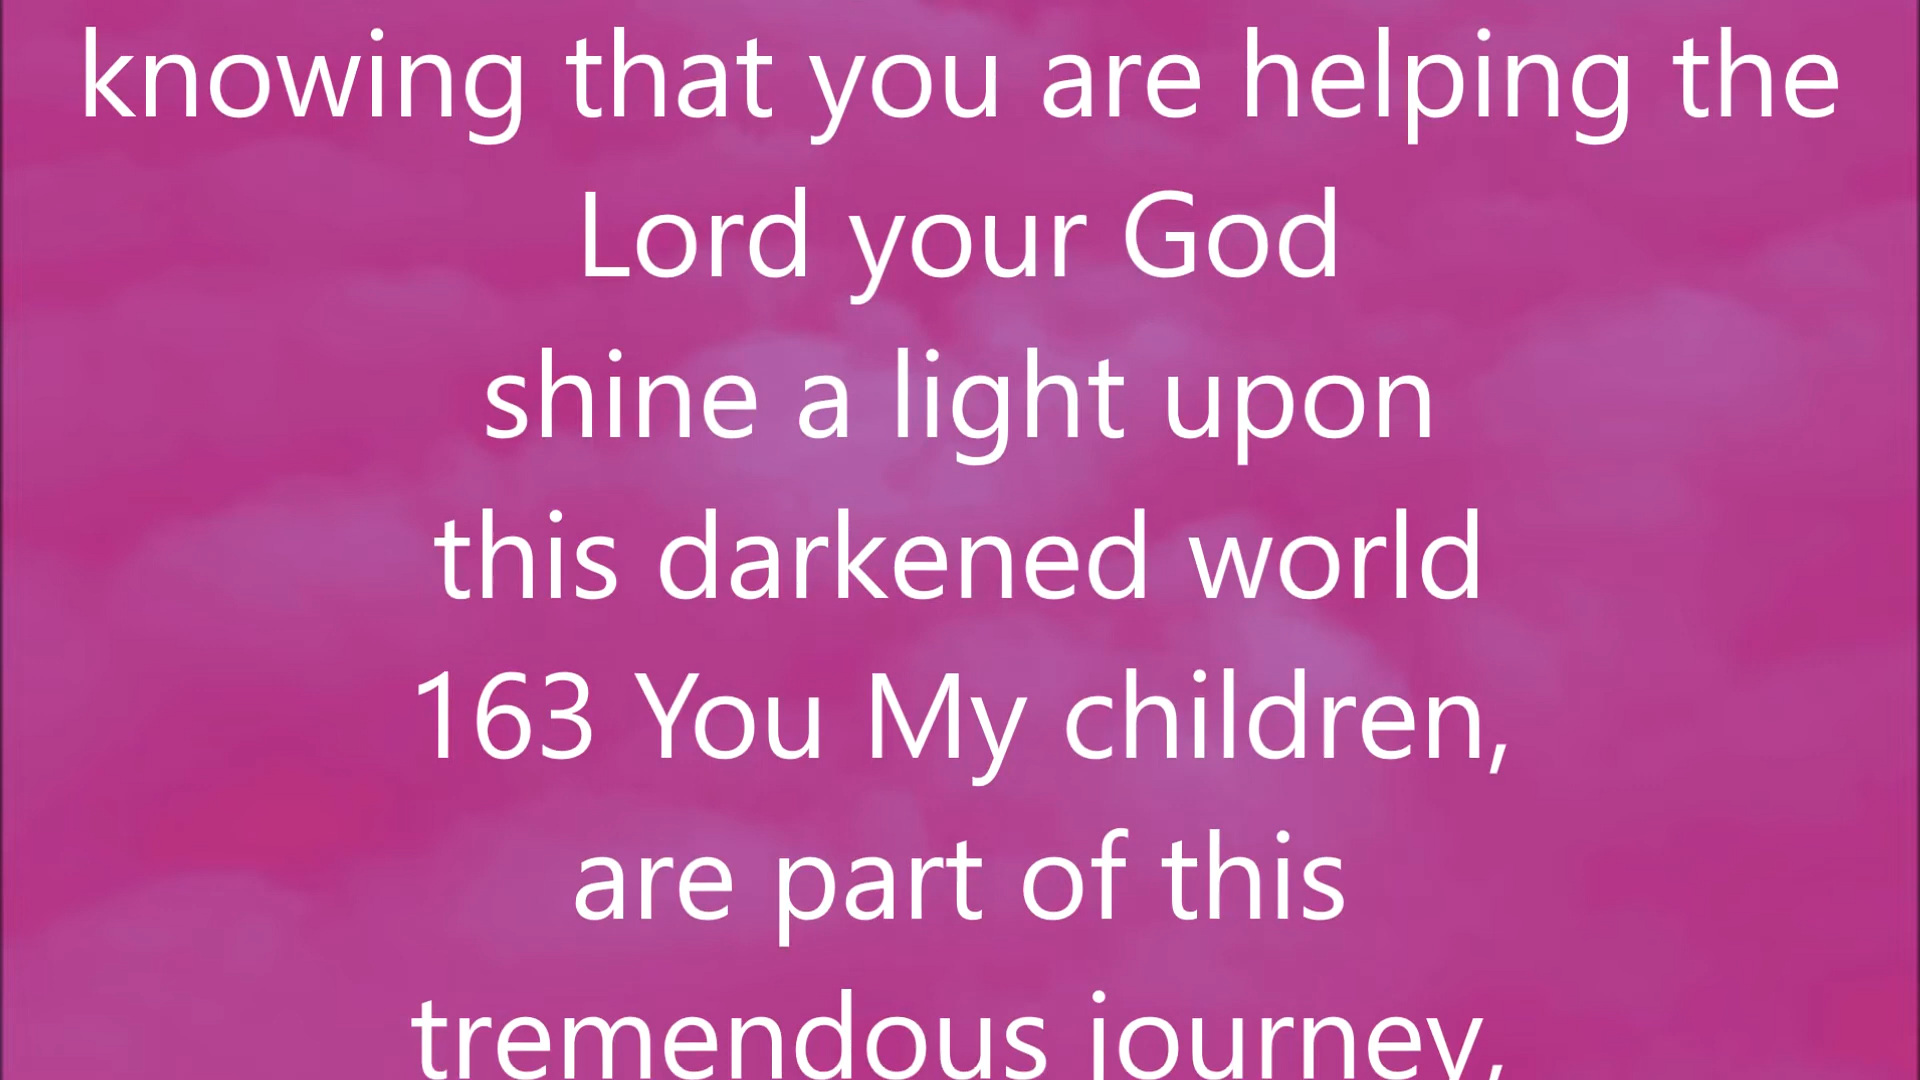 knowing that you are helping the
Lord your God
shine a light upon
this darkened world
163 You My children,
are part of this
tremendous journey,